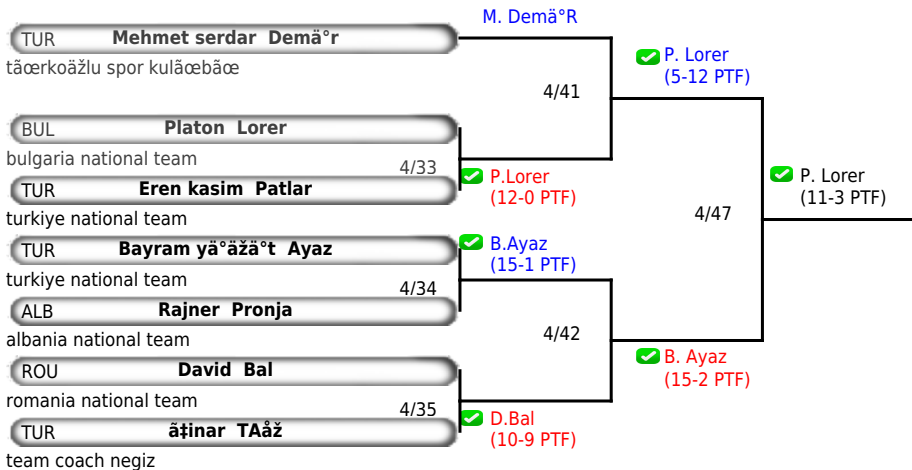 M. Demä°R
TUR Mehmet serdar Demä°r
tãœrkoäžlu spor kulãœbãœ
P. Lorer
(5-12 PTF)
4/41
BUL Platon Lorer
bulgaria national team
4/33
P.Lorer
(12-0 PTF)
TUR Eren kasim Patlar
turkiye national team
P. Lorer
(11-3 PTF)
4/47
TUR Bayram yä°äžä°t Ayaz
turkiye national team
B.Ayaz
(15-1 PTF)
4/34
ALB Rajner Pronja
albania national team
4/42
B. Ayaz
(15-2 PTF)
ROU David Bal
romania national team
4/35
D.Bal
(10-9 PTF)
TUR ã‡inar TAåž
team coach negiz